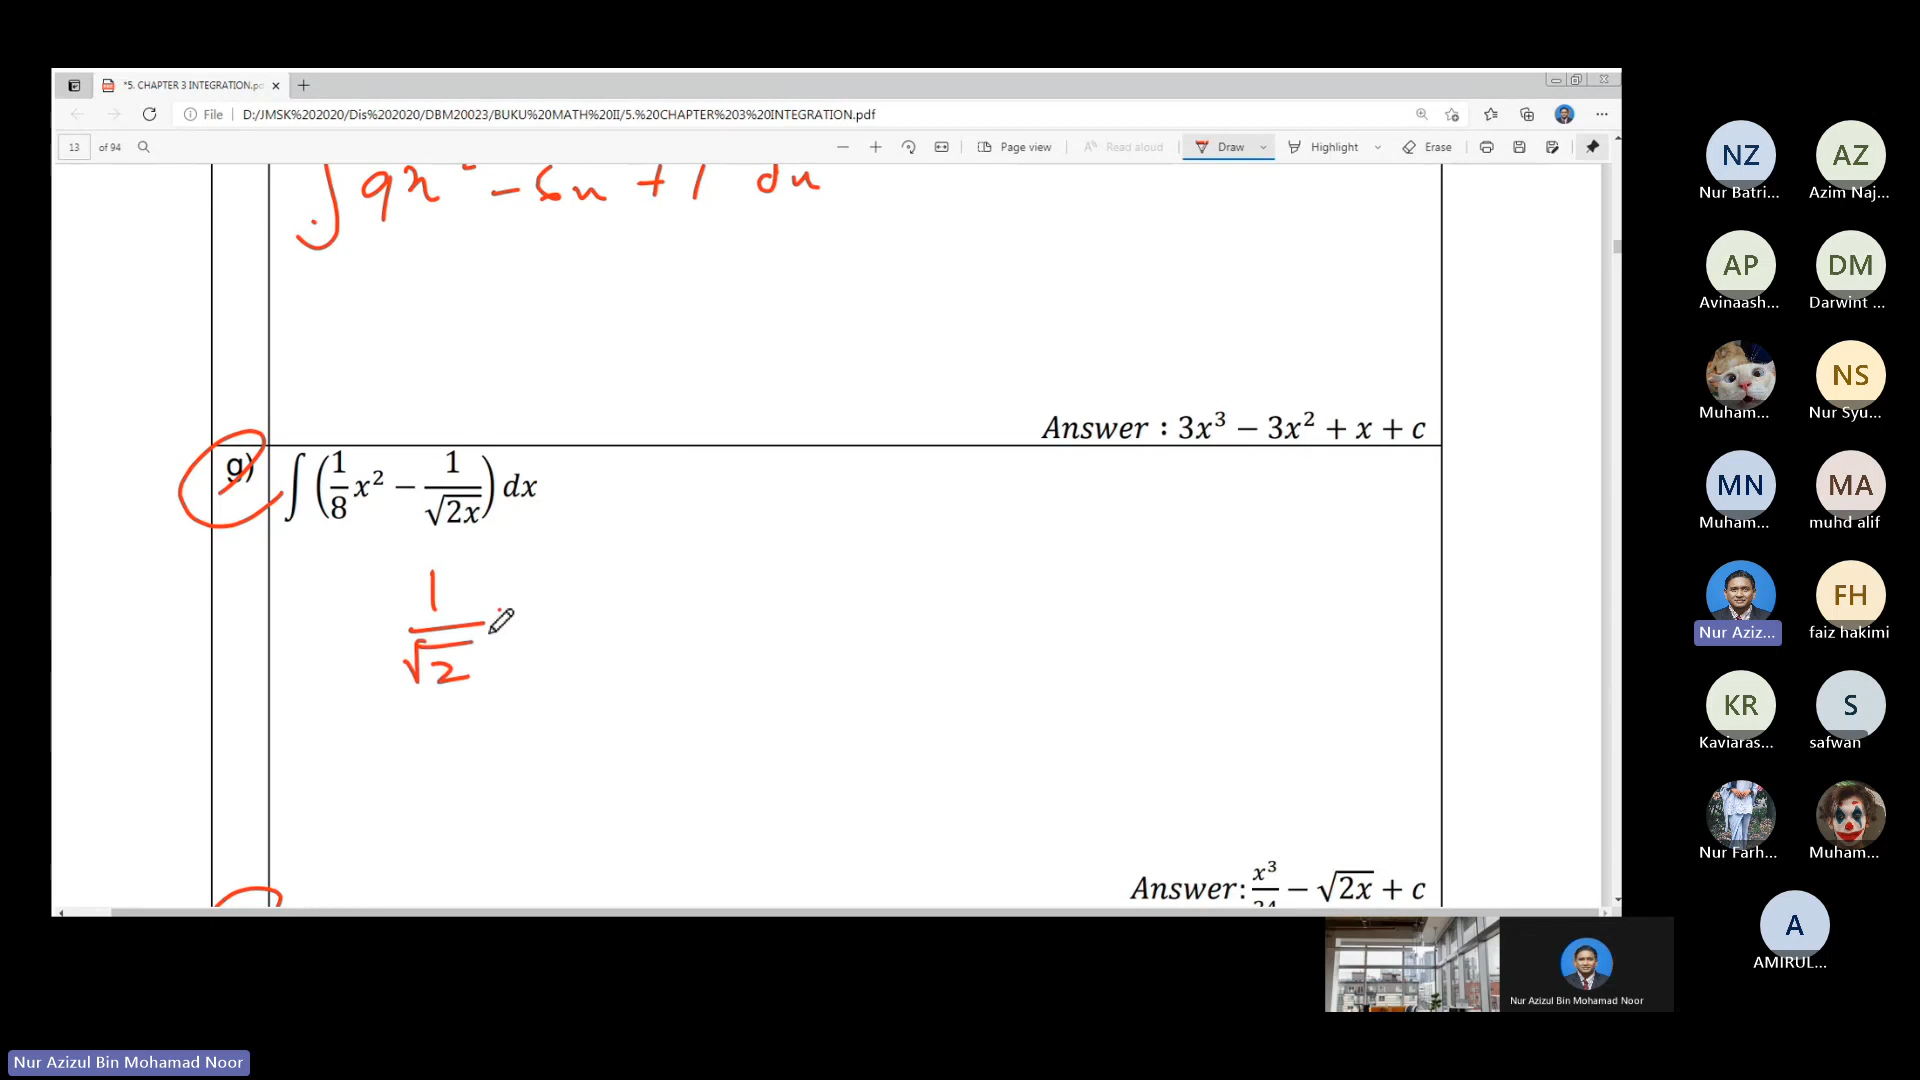 *5. CHAPTER 3 INTEGRATION.pd
File D:/JMSK%202020/Dis%202020/DBM20023/BUKU%20MATH%20II/5.%20CHAPTER%203%20INTEGRATION.pdf
13 of 94 Page view Read aloud Draw Highlight Erase
∫ 9x² − 6x + 1 dx
Answer : 3x³ − 3x² + x + c
g) ∫ (1/8 x² − 1/√2x) dx
1/√2
Answer: x³/24 − √2x + c
NZ AZ
Nur Batri... Azim Naj...
AP DM
Avinaash... Darwint ...
NS
Muham... Nur Syu...
MN MA
Muham... muhd alif
FH
Nur Aziz... faiz hakimi
KR S
Kaviaras... safwan
Nur Farh... Muham...
A
AMIRUL...
Nur Azizul Bin Mohamad Noor
Nur Azizul Bin Mohamad Noor